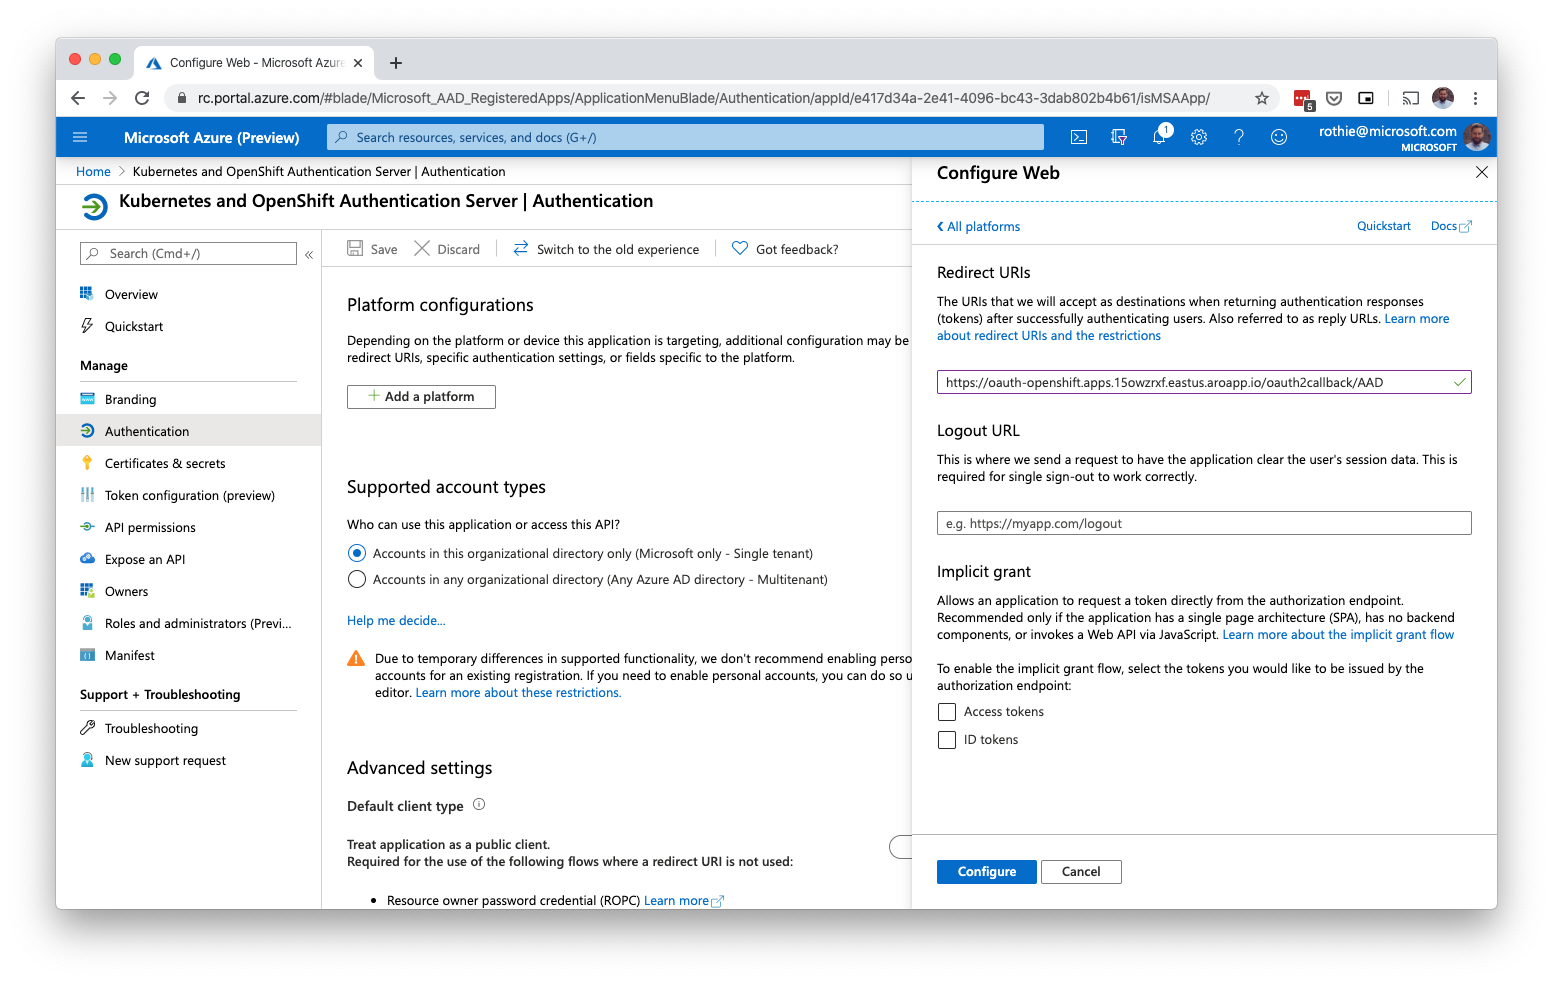 Configure Web - Microsoft Azure
rc.portal.azure.com/#blade/Microsoft_AAD_RegisteredApps/ApplicationMenuBlade/Authentication/appId/e417d34a-2e41-4096-bc43-3dab802b4b61/isMSAApp/
5
Microsoft Azure (Preview)
Search resources, services, and docs (G+/)
1
rothie@microsoft.com
MICROSOFT
Home > Kubernetes and OpenShift Authentication Server | Authentication
Kubernetes and OpenShift Authentication Server | Authentication
Search (Cmd+/)
«
Overview
Quickstart
Manage
Branding
Authentication
Certificates & secrets
Token configuration (preview)
API permissions
Expose an API
Owners
Roles and administrators (Previ...
Manifest
Support + Troubleshooting
Troubleshooting
New support request
Save
Discard
Switch to the old experience
Got feedback?
Platform configurations
Depending on the platform or device this application is targeting, additional configuration may be
redirect URIs, specific authentication settings, or fields specific to the platform.
+ Add a platform
Supported account types
Who can use this application or access this API?
Accounts in this organizational directory only (Microsoft only - Single tenant)
Accounts in any organizational directory (Any Azure AD directory - Multitenant)
Help me decide...
Due to temporary differences in supported functionality, we don't recommend enabling perso
accounts for an existing registration. If you need to enable personal accounts, you can do so u
editor. Learn more about these restrictions.
Advanced settings
Default client type
Treat application as a public client.
Required for the use of the following flows where a redirect URI is not used:
• Resource owner password credential (ROPC) Learn more
Configure Web
All platforms
Quickstart
Docs
Redirect URIs
The URIs that we will accept as destinations when returning authentication responses
(tokens) after successfully authenticating users. Also referred to as reply URLs. Learn more
about redirect URIs and the restrictions
https://oauth-openshift.apps.15owzrxf.eastus.aroapp.io/oauth2callback/AAD
Logout URL
This is where we send a request to have the application clear the user's session data. This is
required for single sign-out to work correctly.
e.g. https://myapp.com/logout
Implicit grant
Allows an application to request a token directly from the authorization endpoint.
Recommended only if the application has a single page architecture (SPA), has no backend
components, or invokes a Web API via JavaScript. Learn more about the implicit grant flow
To enable the implicit grant flow, select the tokens you would like to be issued by the
authorization endpoint:
Access tokens
ID tokens
Configure
Cancel